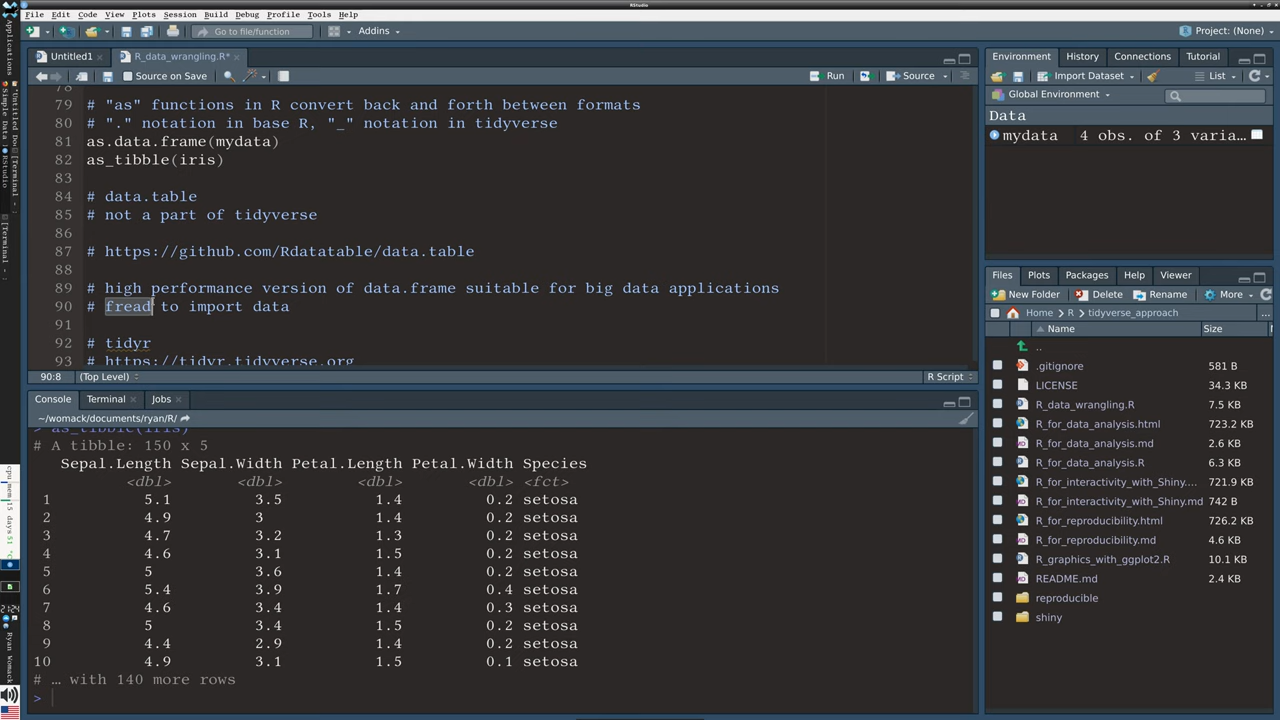 RStudio
File Edit Code View Plots Session Build Debug Profile Tools Help
Go to file/function Addins Project: (None)
Untitled1 R_data_wrangling.R*
Source on Save Run Source
78
79 # "as" functions in R convert back and forth between formats
80 # "." notation in base R, "_" notation in tidyverse
81 as.data.frame(mydata)
82 as_tibble(iris)
83
84 # data.table
85 # not a part of tidyverse
86
87 # https://github.com/Rdatatable/data.table
88
89 # high performance version of data.frame suitable for big data applications
90 # fread to import data
91
92 # tidyr
93 # https://tidyr.tidyverse.org
90:8 (Top Level) R Script
Console Terminal Jobs
~/womack/documents/ryan/R/
> as_tibble(iris)
# A tibble: 150 x 5
Sepal.Length Sepal.Width Petal.Length Petal.Width Species
<dbl> <dbl> <dbl> <dbl> <fct>
1 5.1 3.5 1.4 0.2 setosa
2 4.9 3 1.4 0.2 setosa
3 4.7 3.2 1.3 0.2 setosa
4 4.6 3.1 1.5 0.2 setosa
5 5 3.6 1.4 0.2 setosa
6 5.4 3.9 1.7 0.4 setosa
7 4.6 3.4 1.4 0.3 setosa
8 5 3.4 1.5 0.2 setosa
9 4.4 2.9 1.4 0.2 setosa
10 4.9 3.1 1.5 0.1 setosa
# … with 140 more rows
>
Environment History Connections Tutorial
Import Dataset List
Global Environment
Data
mydata 4 obs. of 3 varia…
Files Plots Packages Help Viewer
New Folder Delete Rename More
Home R tidyverse_approach ...
Name Size
..
.gitignore 581 B
LICENSE 34.3 KB
R_data_wrangling.R 7.5 KB
R_for_data_analysis.html 723.2 KB
R_for_data_analysis.md 2.6 KB
R_for_data_analysis.R 6.3 KB
R_for_interactivity_with_Shiny.... 721.9 KB
R_for_interactivity_with_Shiny.md 742 B
R_for_reproducibility.html 726.2 KB
R_for_reproducibility.md 4.6 KB
R_graphics_with_ggplot2.R 10.1 KB
README.md 2.4 KB
reproducible
shiny
Applications
RStudio
[Terminal -
[Terminal -
cpu mem 15 days 51
Ryan Womack